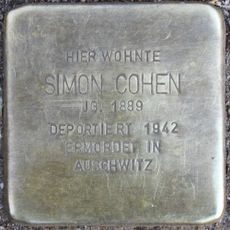 HIER WOHNTE
SIMON COHEN
JG. 1889
DEPORTIERT 1942
ERMORDET IN
AUSCHWITZ